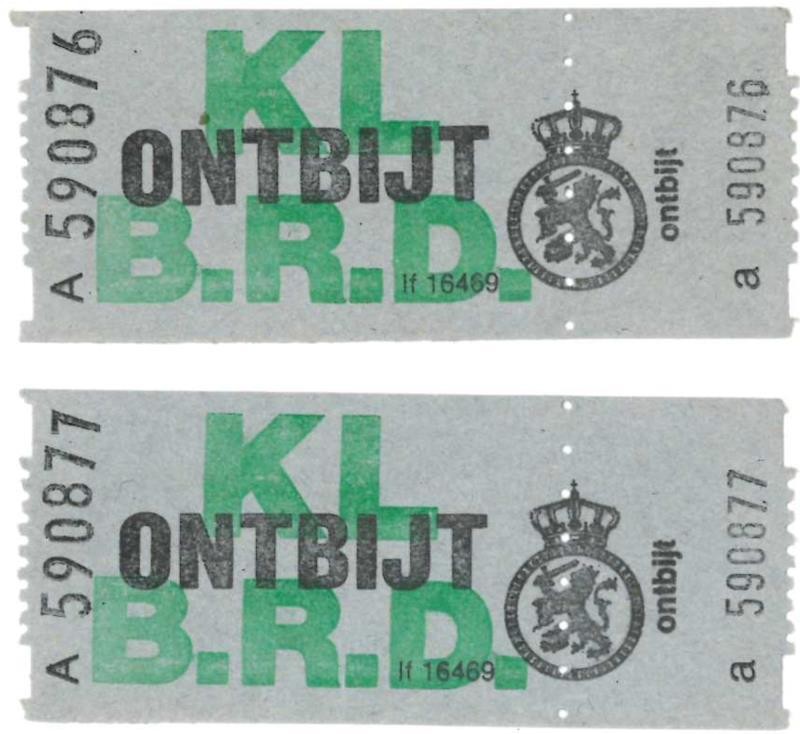 A 590876
KL
ONTBIJT
B.R.D.
lf 16469
ontbijt
a 590876
A 590877
KL
ONTBIJT
B.R.D.
lf 16469
ontbijt
a 590877